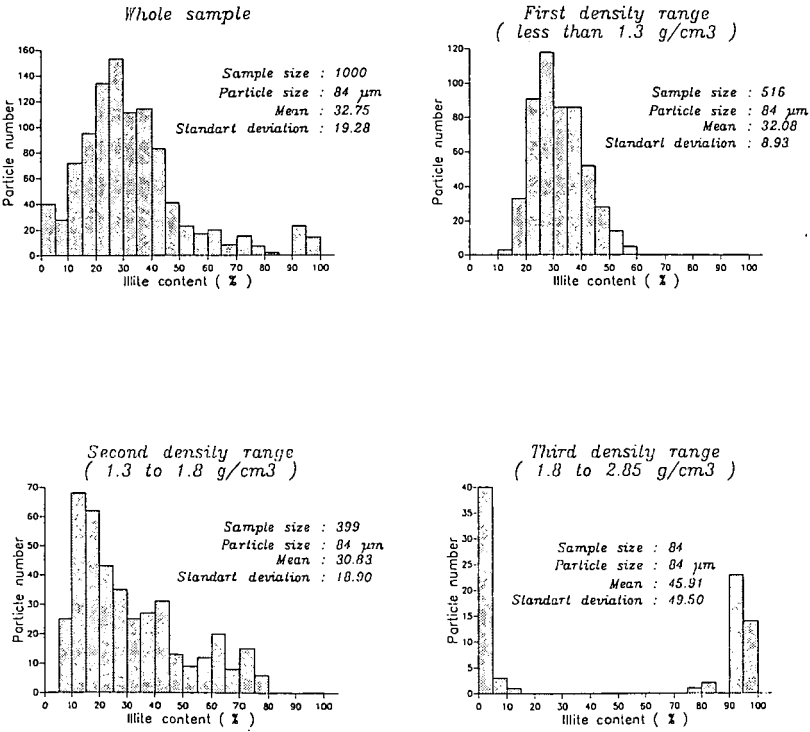 Whole sample
160
140
120
100
80
60
40
20
0
Particle number
Sample size : 1000
Particle size : 84 μm
Mean : 32.75
Standart deviation : 19.28
0 10 20 30 40 50 60 70 80 90 100
Illite content ( % )
First density range
( less than 1.3 g/cm3 )
120
100
80
60
40
20
0
Particle number
Sample size : 516
Particle size : 84 μm
Mean : 32.08
Standart deviation : 8.93
0 10 20 30 40 50 60 70 80 90 100
Illite content ( % )
Second density range
( 1.3 to 1.8 g/cm3 )
70
60
50
40
30
20
10
0
Particle number
Sample size : 399
Particle size : 84 μm
Mean : 30.83
Standart deviation : 18.90
0 10 20 30 40 50 60 70 80 90 100
Illite content ( % )
Third density range
( 1.8 to 2.85 g/cm3 )
40
35
30
25
20
15
10
5
0
Particle number
Sample size : 84
Particle size : 84 μm
Mean : 45.91
Standart deviation : 49.50
0 10 20 30 40 50 60 70 80 90 100
Illite content ( % )